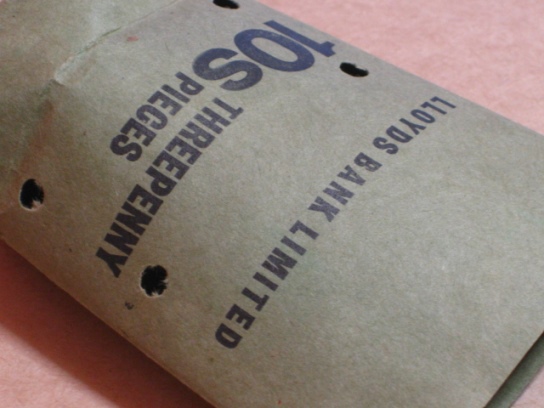 10S
THREEPENNY
PIECES
LLOYDS BANK LIMITED